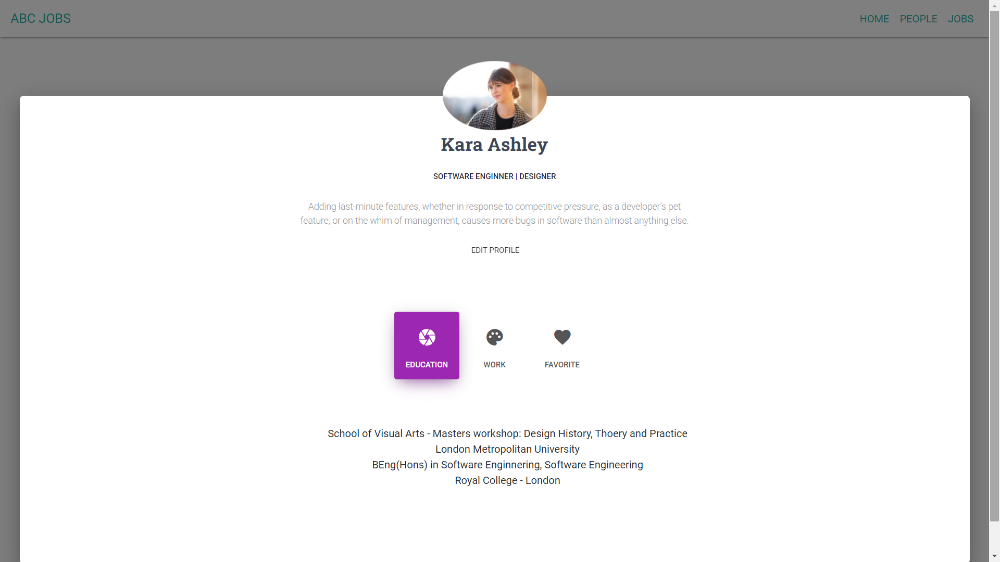 ABC JOBS
HOME PEOPLE JOBS
Kara Ashley
SOFTWARE ENGINNER | DESIGNER
Adding last-minute features, whether in response to competitive pressure, as a developer’s pet
feature, or on the whim of management, causes more bugs in software than almost anything else.
EDIT PROFILE
EDUCATION WORK FAVORITE
School of Visual Arts - Masters workshop: Design History, Thoery and Practice
London Metropolitan University
BEng(Hons) in Software Enginnering, Software Engineering
Royal College - London